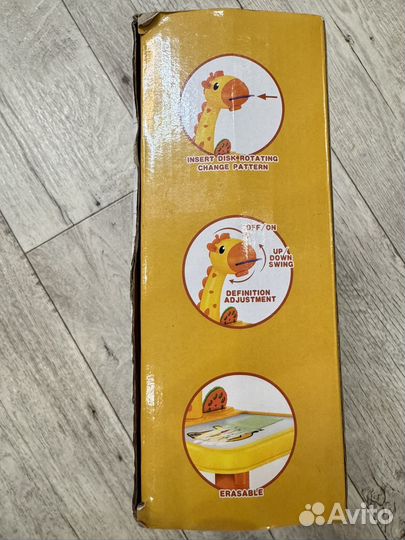 INSERT DISK ROTATING
CHANGE PATTERN
OFF/ON
UP/&
DOWN
SWING
DEFINITION
ADJUSTMENT
ERASABLE
Avito